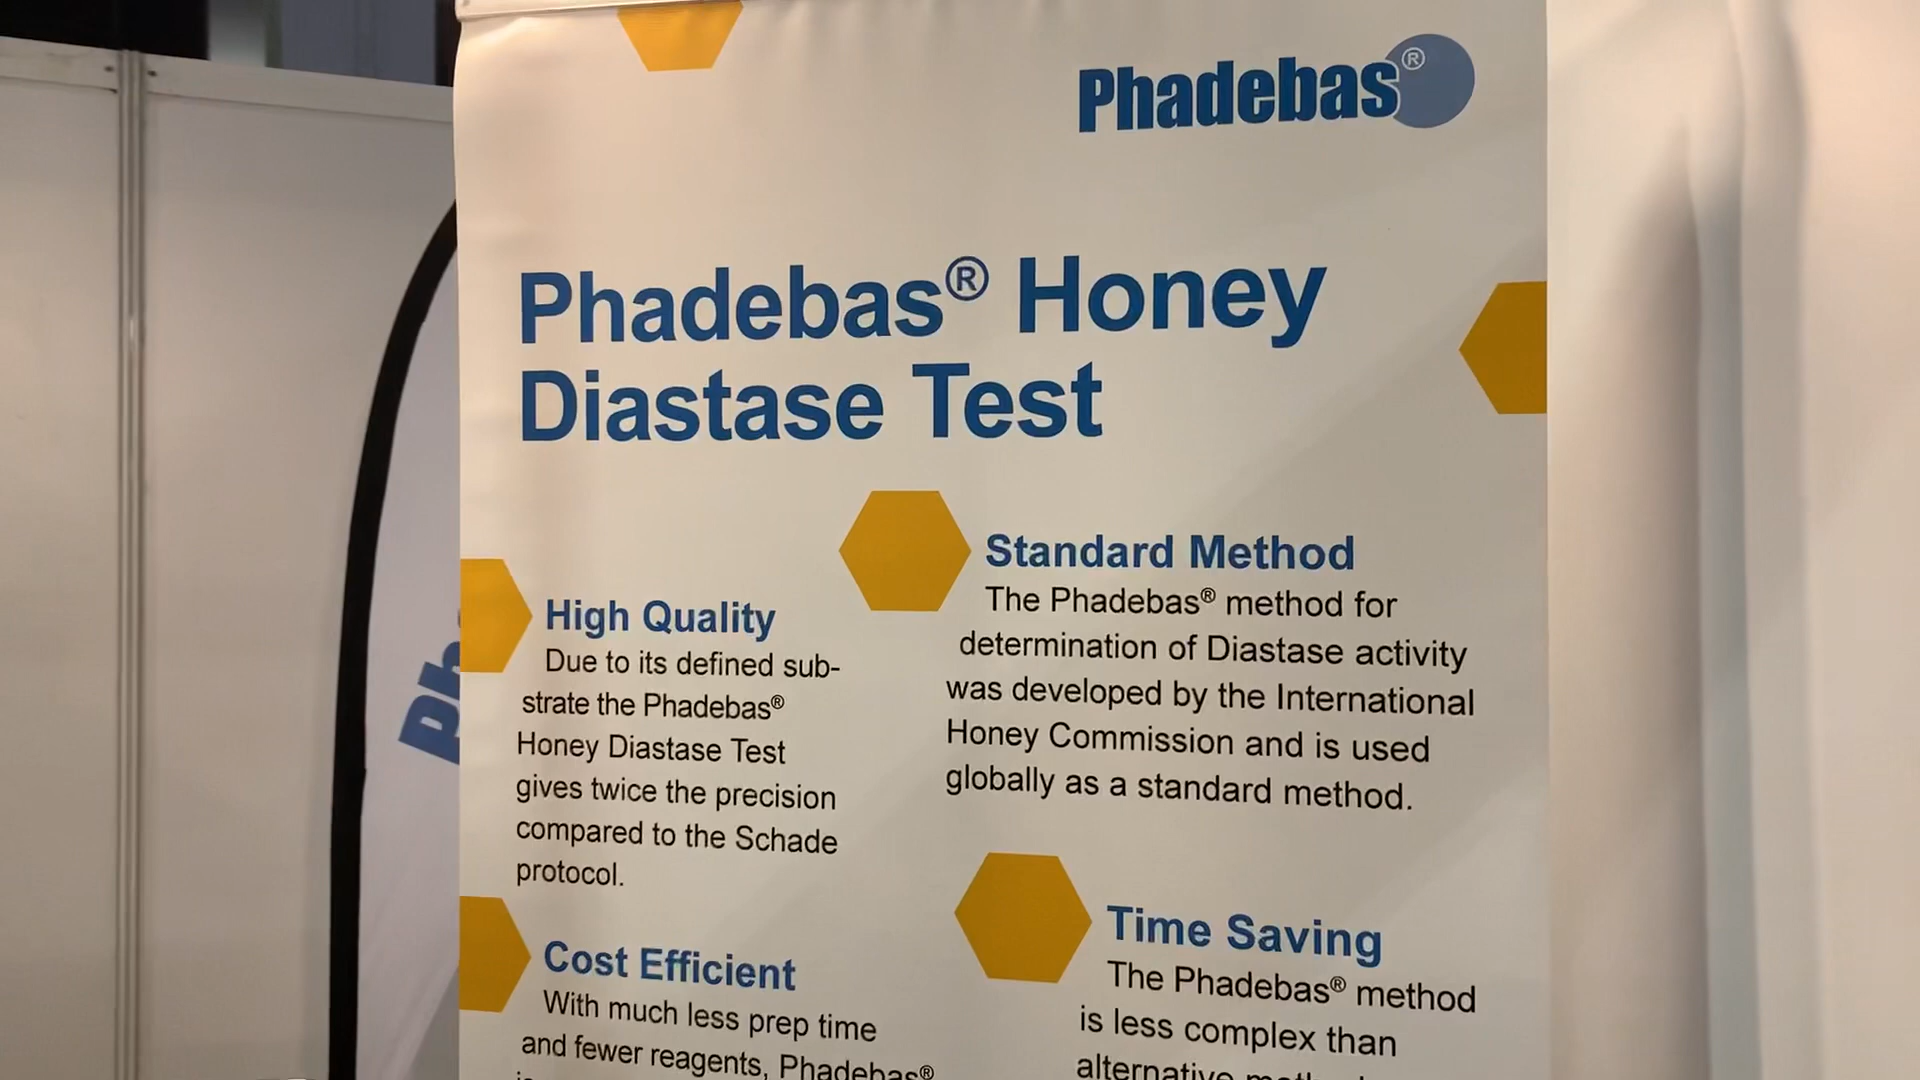 Phadebas®
Phadebas® Honey
Diastase Test
High Quality
Due to its defined sub-
strate the Phadebas®
Honey Diastase Test
gives twice the precision
compared to the Schade
protocol.
Standard Method
The Phadebas® method for
determination of Diastase activity
was developed by the International
Honey Commission and is used
globally as a standard method.
Cost Efficient
With much less prep time
and fewer reagents, Phadebas®
Time Saving
The Phadebas® method
is less complex than
alternative
Ph